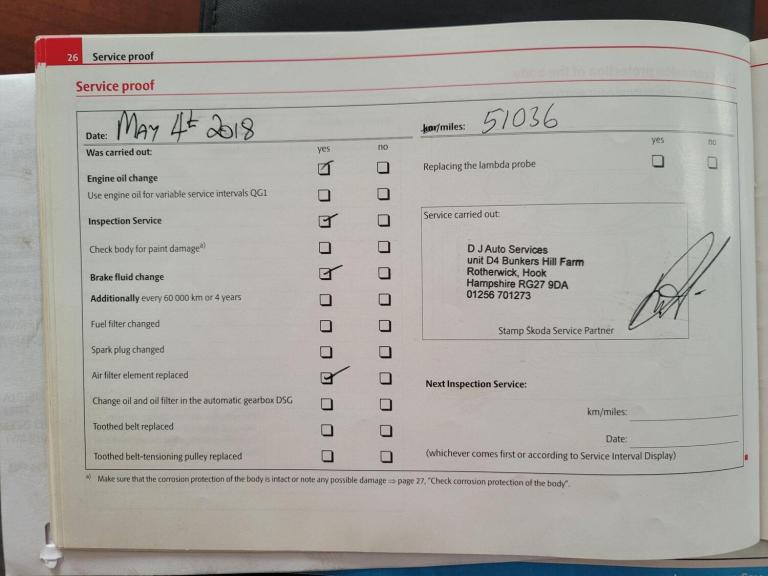 26 Service proof
Service proof
Date: MAY 4th 2018
km/miles: 51036
Was carried out: yes no
Engine oil change
Use engine oil for variable service intervals QG1
Inspection Service
Check body for paint damage a)
Brake fluid change
Additionally every 60 000 km or 4 years
Fuel filter changed
Spark plug changed
Air filter element replaced
Change oil and oil filter in the automatic gearbox DSG
Toothed belt replaced
Toothed belt-tensioning pulley replaced
yes no
Replacing the lambda probe
Service carried out:
D J Auto Services
unit D4 Bunkers Hill Farm
Rotherwick, Hook
Hampshire RG27 9DA
01256 701273
Stamp Škoda Service Partner
Next Inspection Service:
km/miles:
Date:
(whichever comes first or according to Service Interval Display)
a) Make sure that the corrosion protection of the body is intact or note any possible damage ⇒ page 27, "Check corrosion protection of the body".